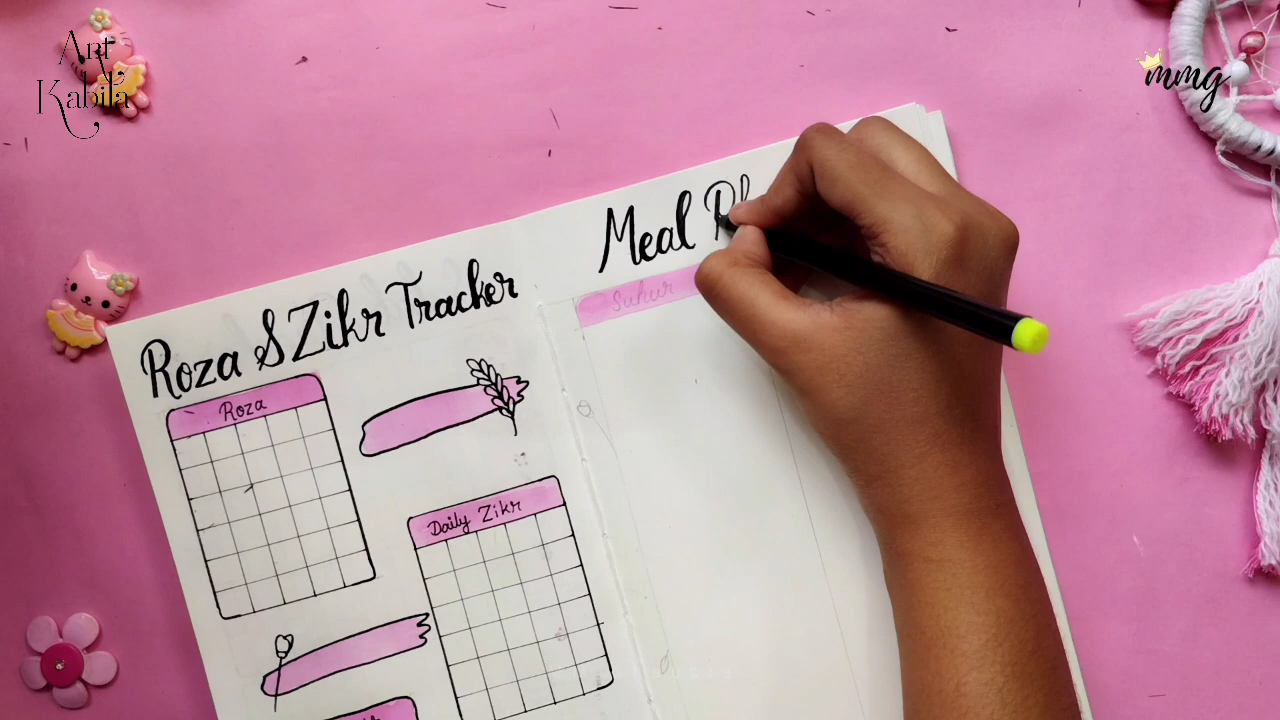 Art
Kabila
mmg
Meal Pl
Suhur
Roza & Zikr Tracker
Roza
Daily Zikr